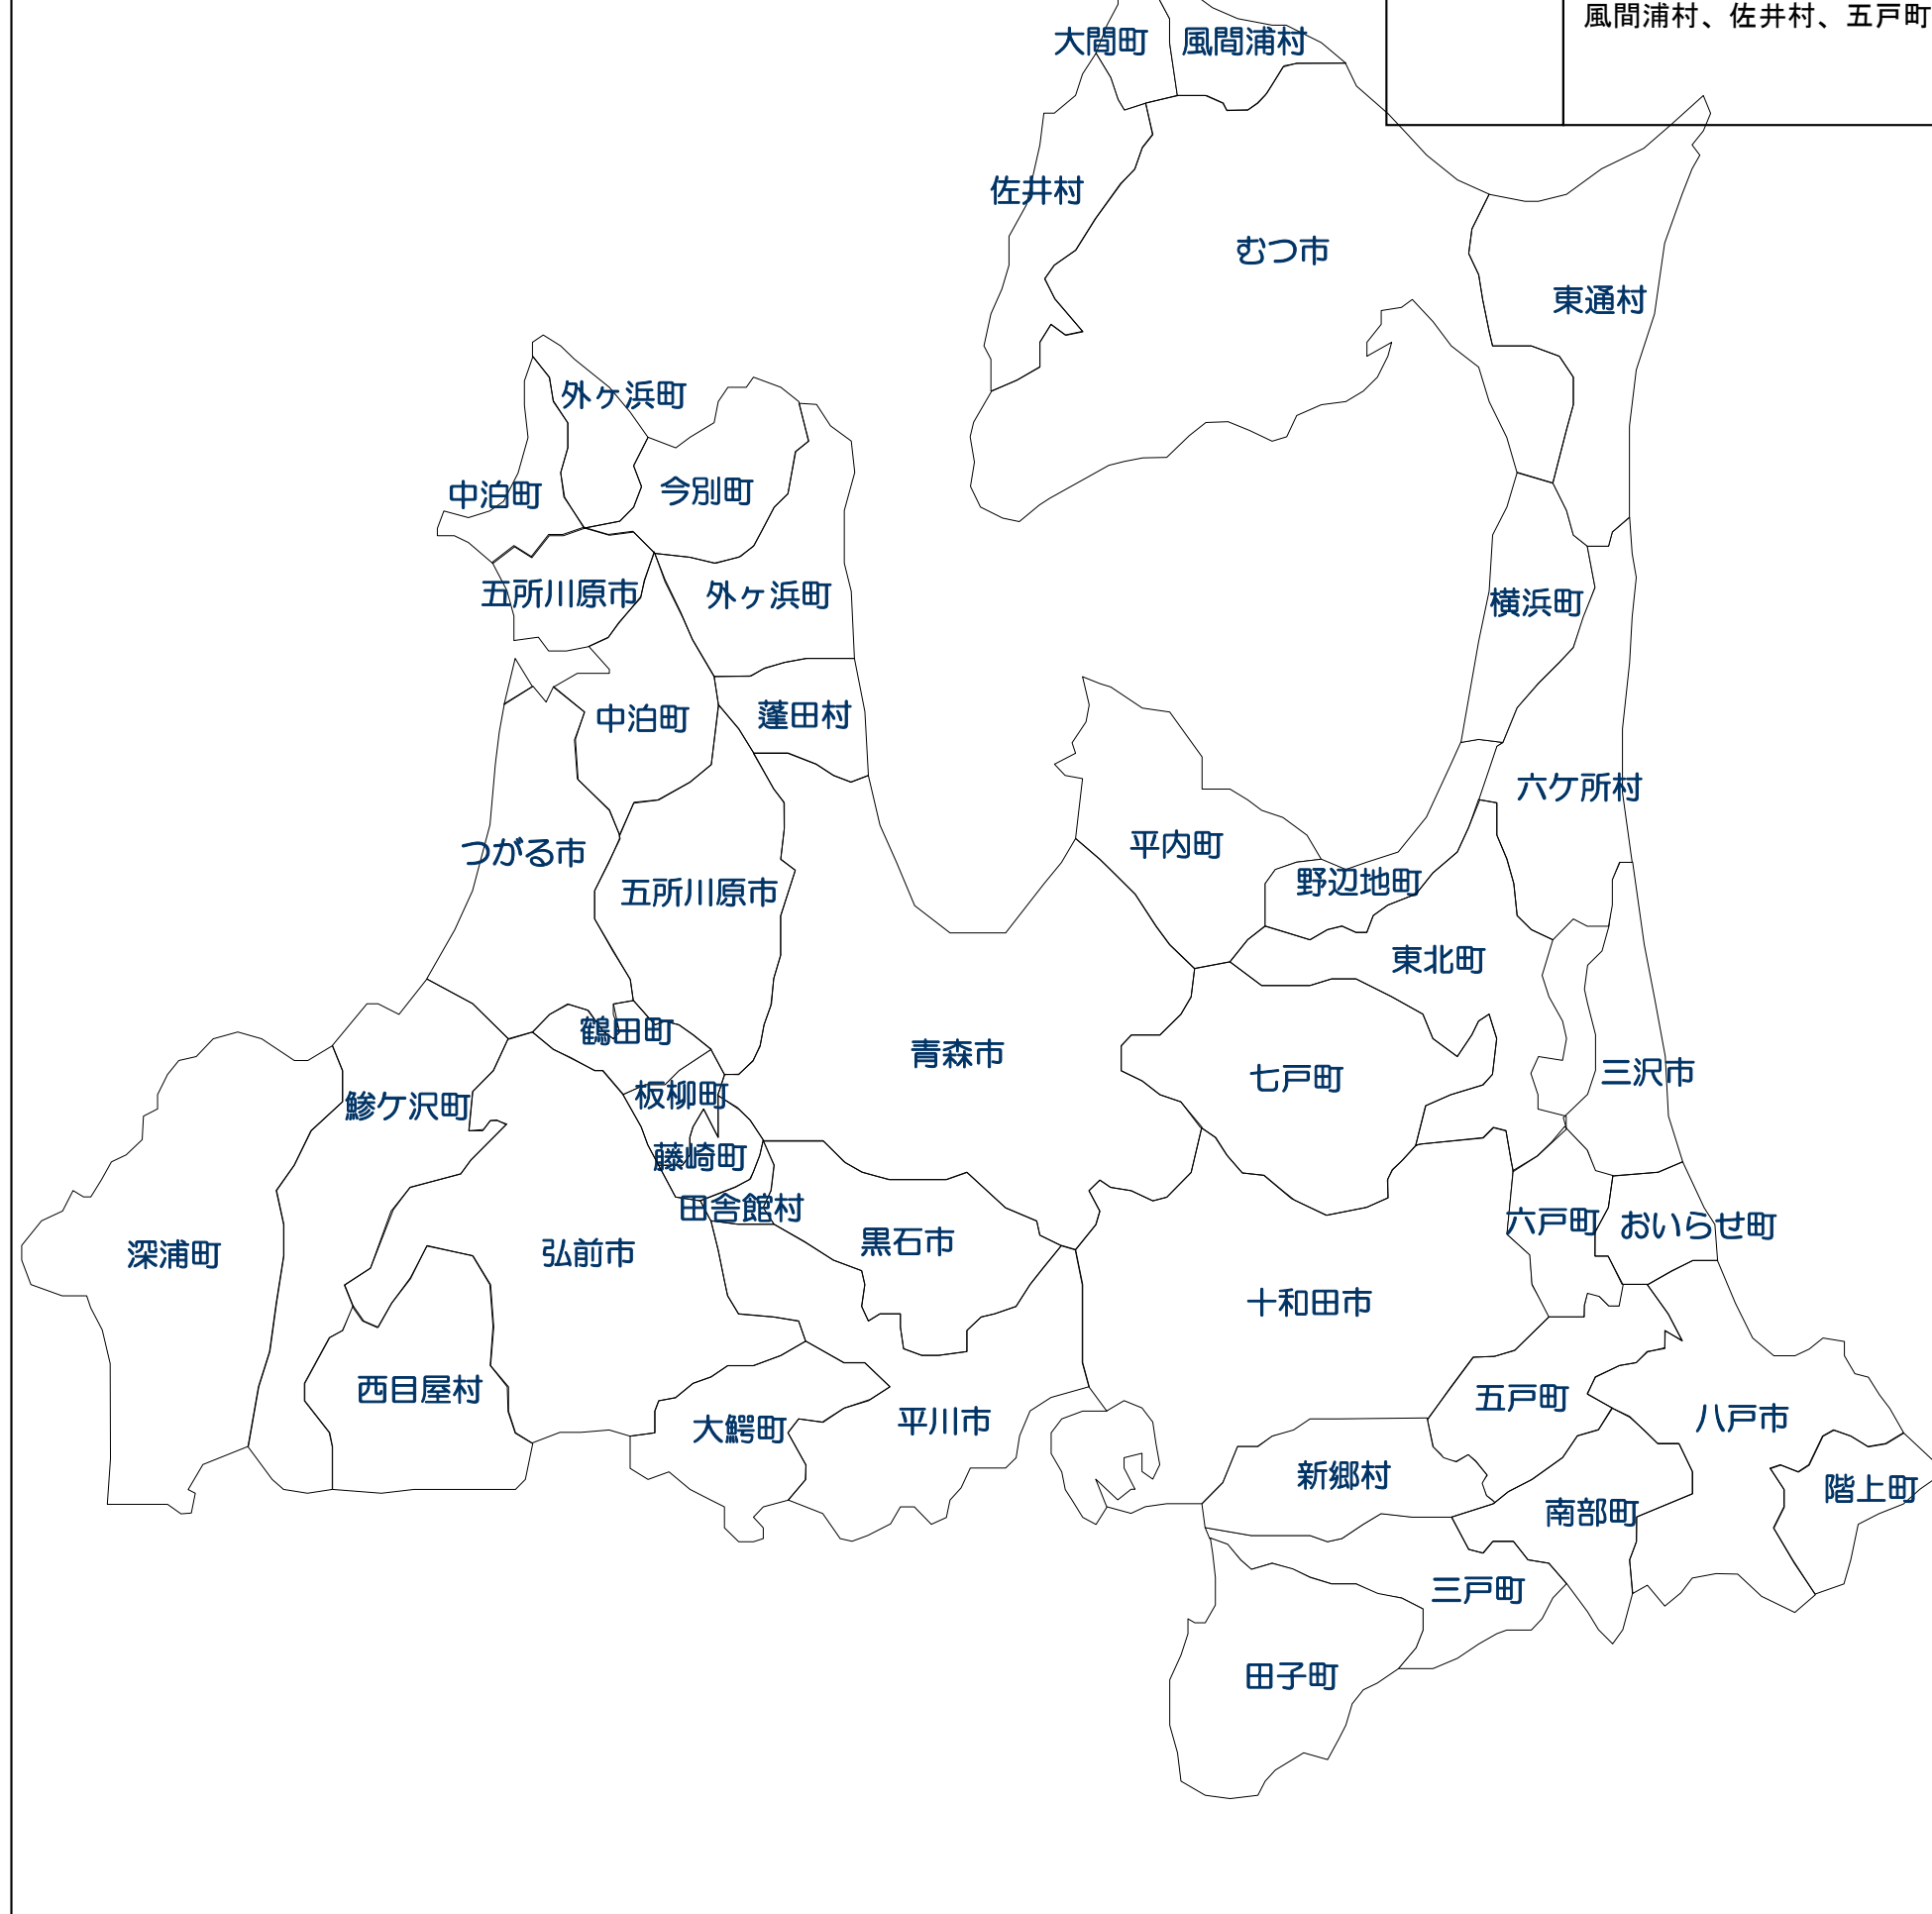 風間浦村、佐井村、五戸町
大間町
風間浦村
佐井村
むつ市
東通村
外ヶ浜町
今別町
中泊町
五所川原市
外ヶ浜町
横浜町
中泊町
蓬田村
六ケ所村
平内町
つがる市
野辺地町
五所川原市
東北町
鶴田町
青森市
三沢市
七戸町
板柳町
鰺ケ沢町
藤崎町
田舎館村
六戸町
おいらせ町
黒石市
弘前市
深浦町
十和田市
西目屋村
五戸町
八戸市
平川市
大鰐町
新郷村
階上町
南部町
三戸町
田子町